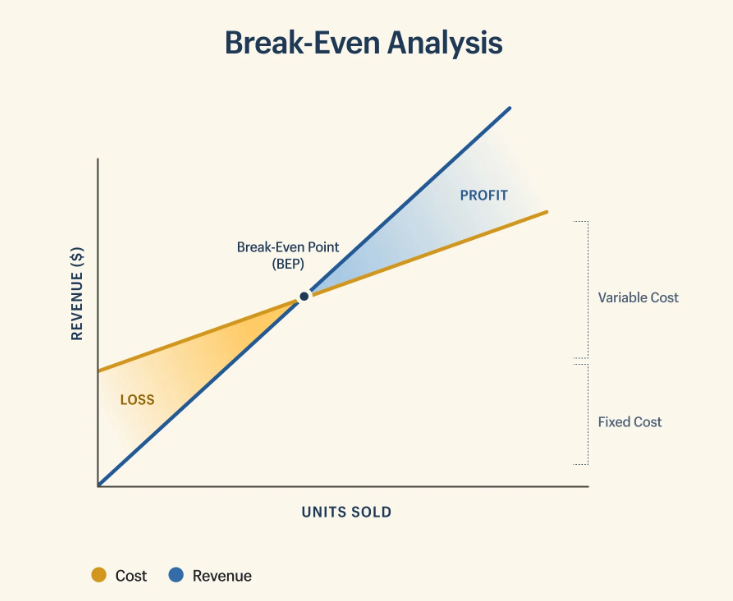 Break-Even Analysis
PROFIT
Break-Even Point
(BEP)
REVENUE ($)
Variable Cost
LOSS
Fixed Cost
UNITS SOLD
Cost
Revenue